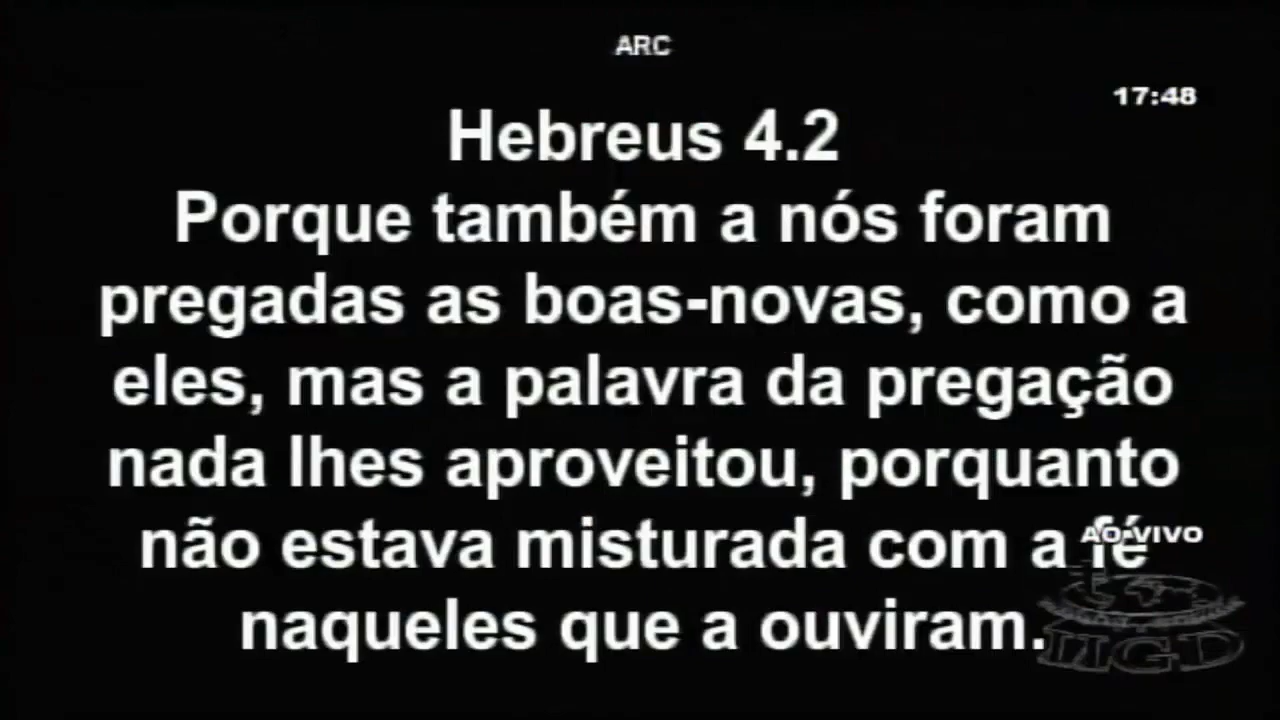 ARC
17:48
Hebreus 4.2
Porque também a nós foram
pregadas as boas-novas, como a
eles, mas a palavra da pregação
nada lhes aproveitou, porquanto
não estava misturada com a fé
AO VIVO
naqueles que a ouviram.
IIGD